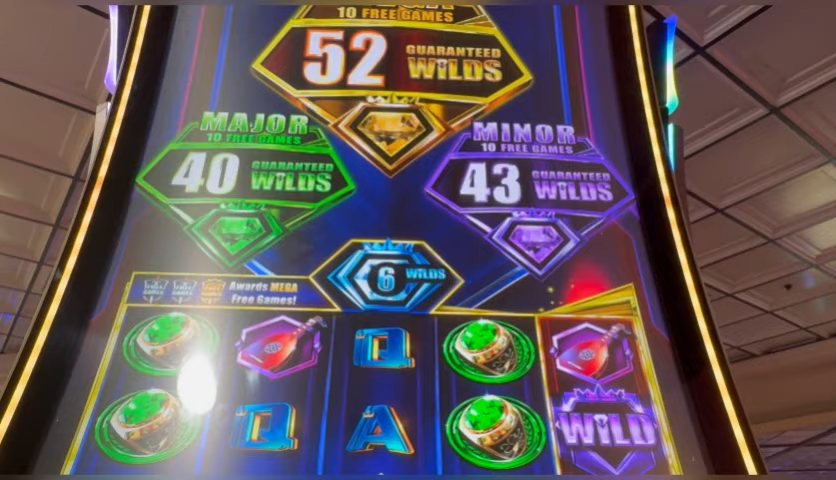 10 FREE GAMES
52 GUARANTEED WILDS
MAJOR
10 FREE GAMES
40 GUARANTEED WILDS
MINOR
10 FREE GAMES
43 GUARANTEED WILDS
6 WILDS
Awards MEGA
Free Games!
Q
Q
A
WILD